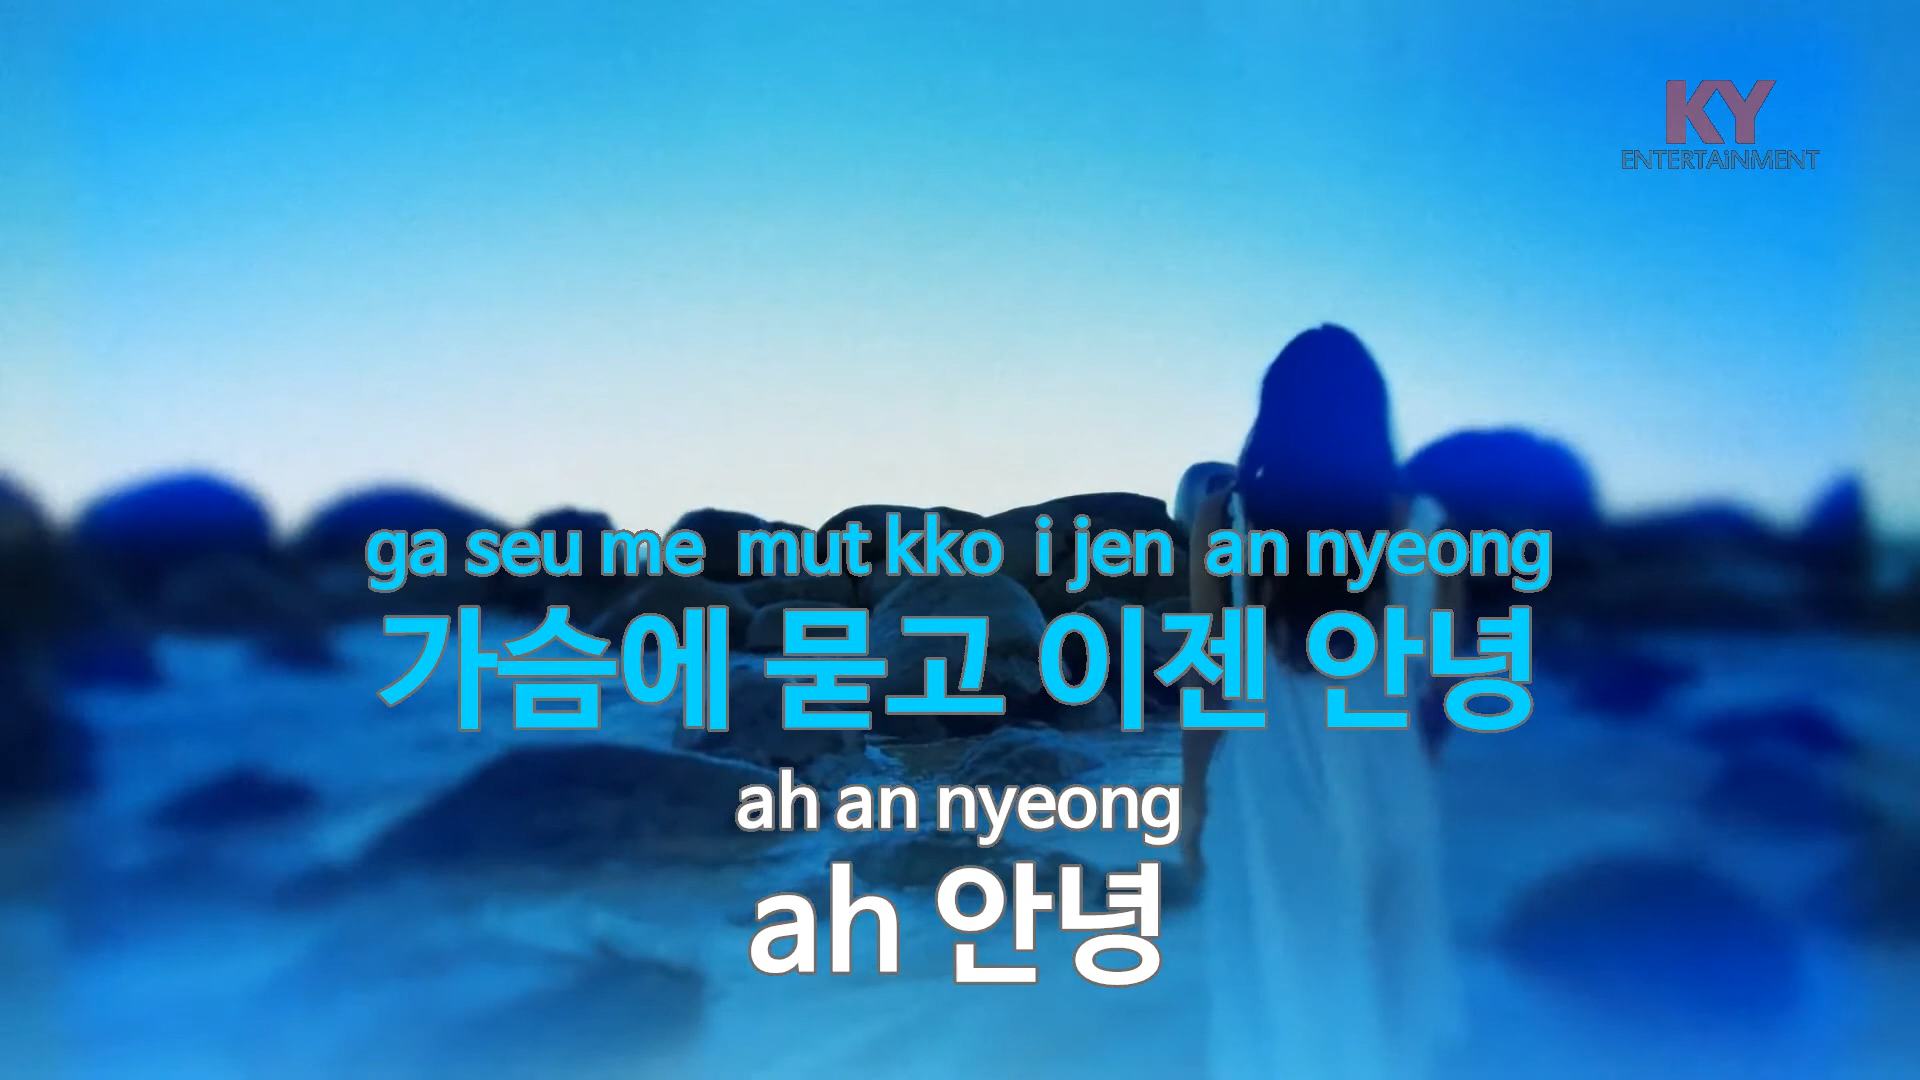 KY
ENTERTAiNMENT
ga seu me mut kko i jen an nyeong
가슴에 묻고 이젠 안녕
ah an nyeong
ah 안녕